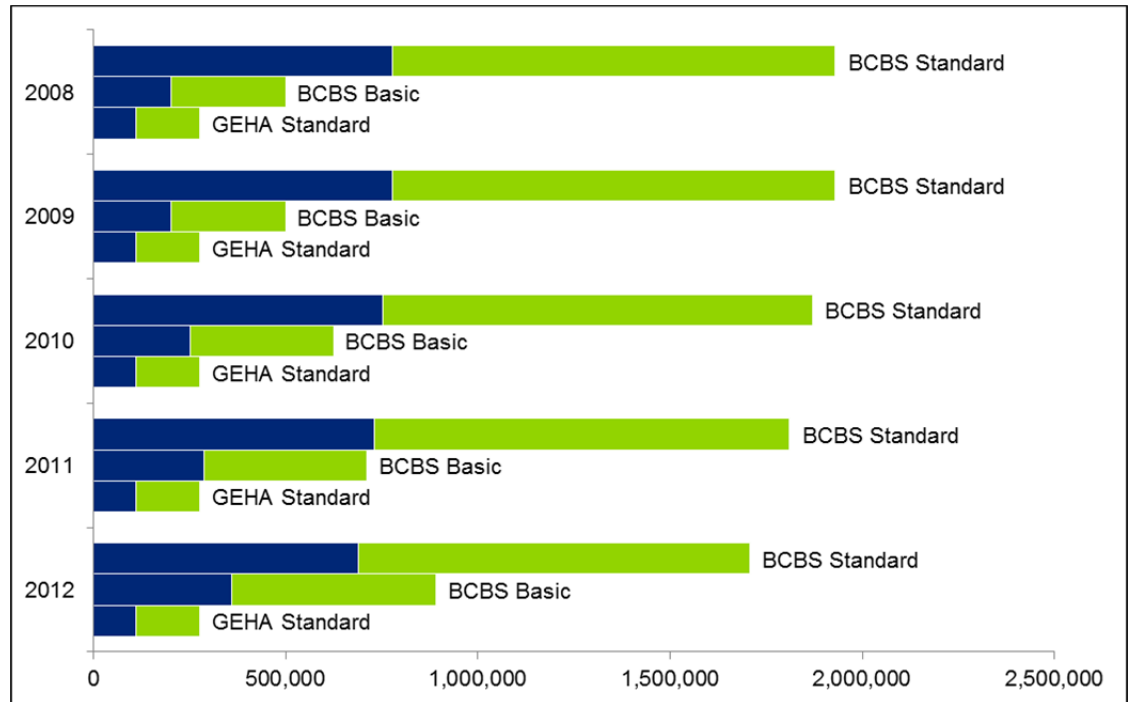 BCBS Standard
2008
BCBS Basic
GEHA Standard
BCBS Standard
2009
BCBS Basic
GEHA Standard
BCBS Standard
2010
BCBS Basic
GEHA Standard
BCBS Standard
2011
BCBS Basic
GEHA Standard
BCBS Standard
2012
BCBS Basic
GEHA Standard
0 500,000 1,000,000 1,500,000 2,000,000 2,500,000